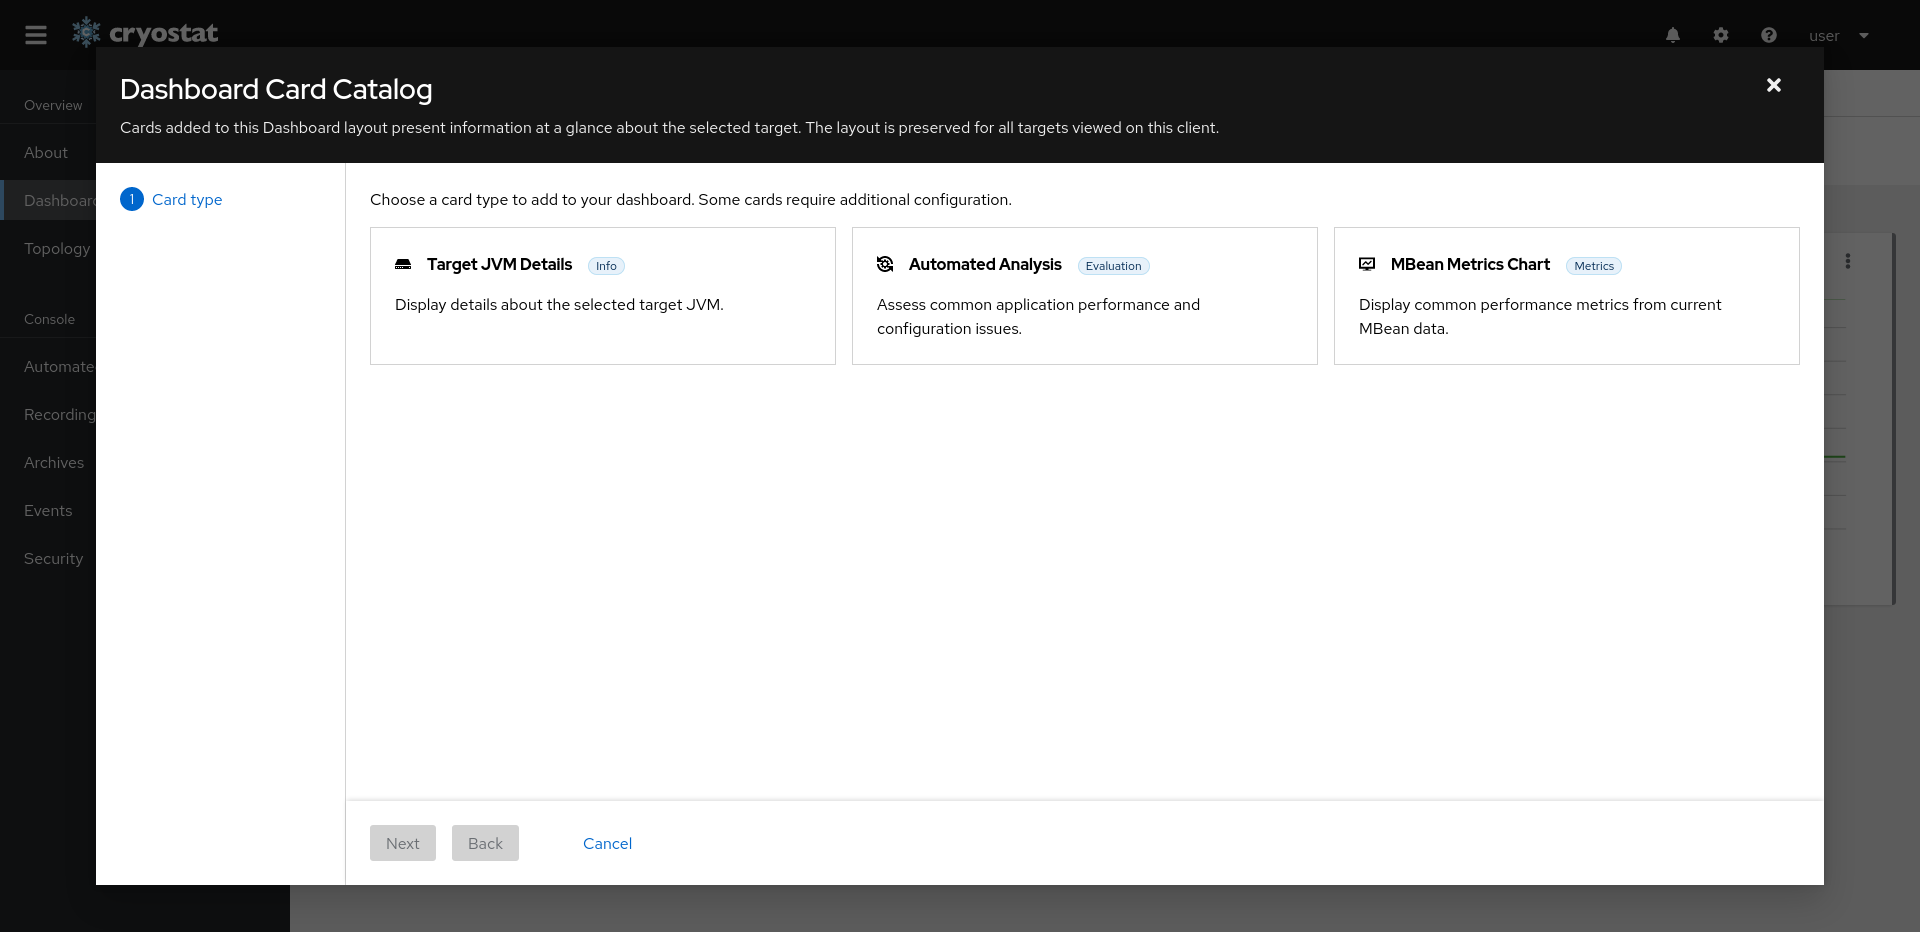 cryostat
user
Dashboard Card Catalog
Cards added to this Dashboard layout present information at a glance about the selected target. The layout is preserved for all targets viewed on this client.
Overview
About
Dashboard
Topology
Console
Automate
Recording
Archives
Events
Security
1 Card type
Choose a card type to add to your dashboard. Some cards require additional configuration.
Target JVM Details Info
Display details about the selected target JVM.
Automated Analysis Evaluation
Assess common application performance and
configuration issues.
MBean Metrics Chart Metrics
Display common performance metrics from current
MBean data.
Next
Back
Cancel